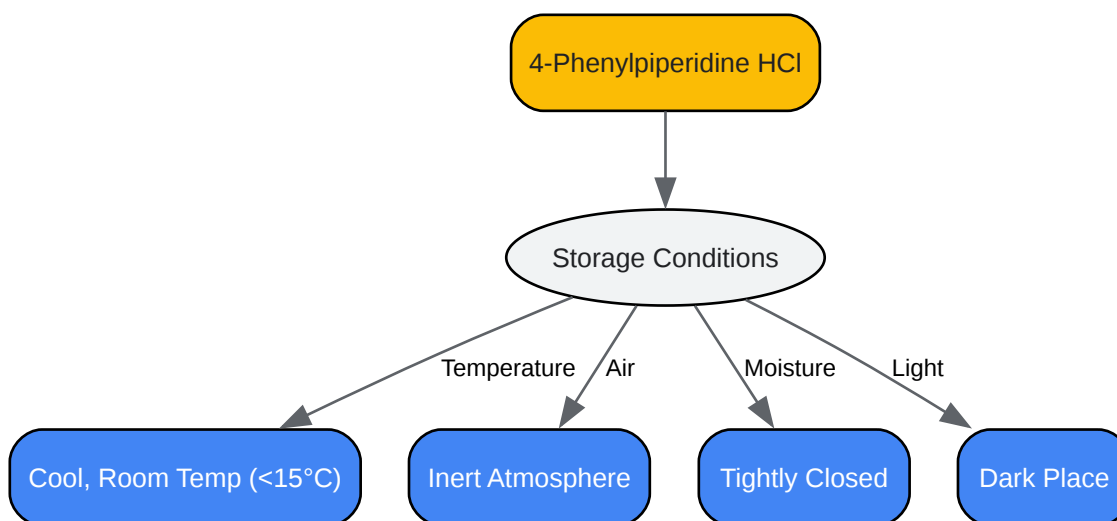 4-Phenylpiperidine HCl
Storage Conditions
Temperature
Air
Moisture
Light
Cool, Room Temp (<15°C)
Inert Atmosphere
Tightly Closed
Dark Place